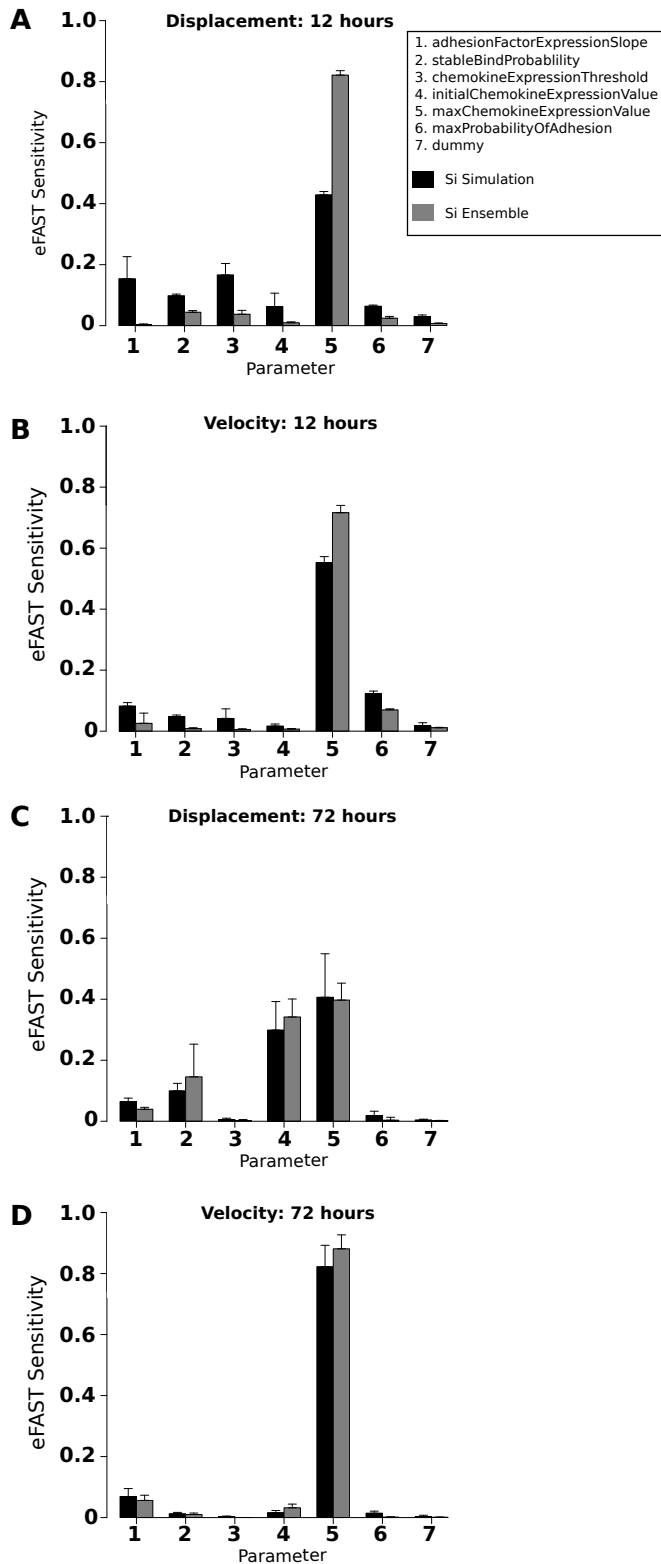 A
Displacement: 12 hours
1. adhesionFactorExpressionSlope
2. stableBindProbablility
3. chemokineExpressionThreshold
4. initialChemokineExpressionValue
5. maxChemokineExpressionValue
6. maxProbabilityOfAdhesion
7. dummy
Si Simulation
Si Ensemble
eFAST Sensitivity
1.0
0.8
0.6
0.4
0.2
0
1 2 3 4 5 6 7
Parameter
B
Velocity: 12 hours
eFAST Sensitivity
1.0
0.8
0.6
0.4
0.2
0
1 2 3 4 5 6 7
Parameter
C
Displacement: 72 hours
eFAST Sensitivity
1.0
0.8
0.6
0.4
0.2
0
1 2 3 4 5 6 7
Parameter
D
Velocity: 72 hours
eFAST Sensitivity
1.0
0.8
0.6
0.4
0.2
0
1 2 3 4 5 6 7
Parameter